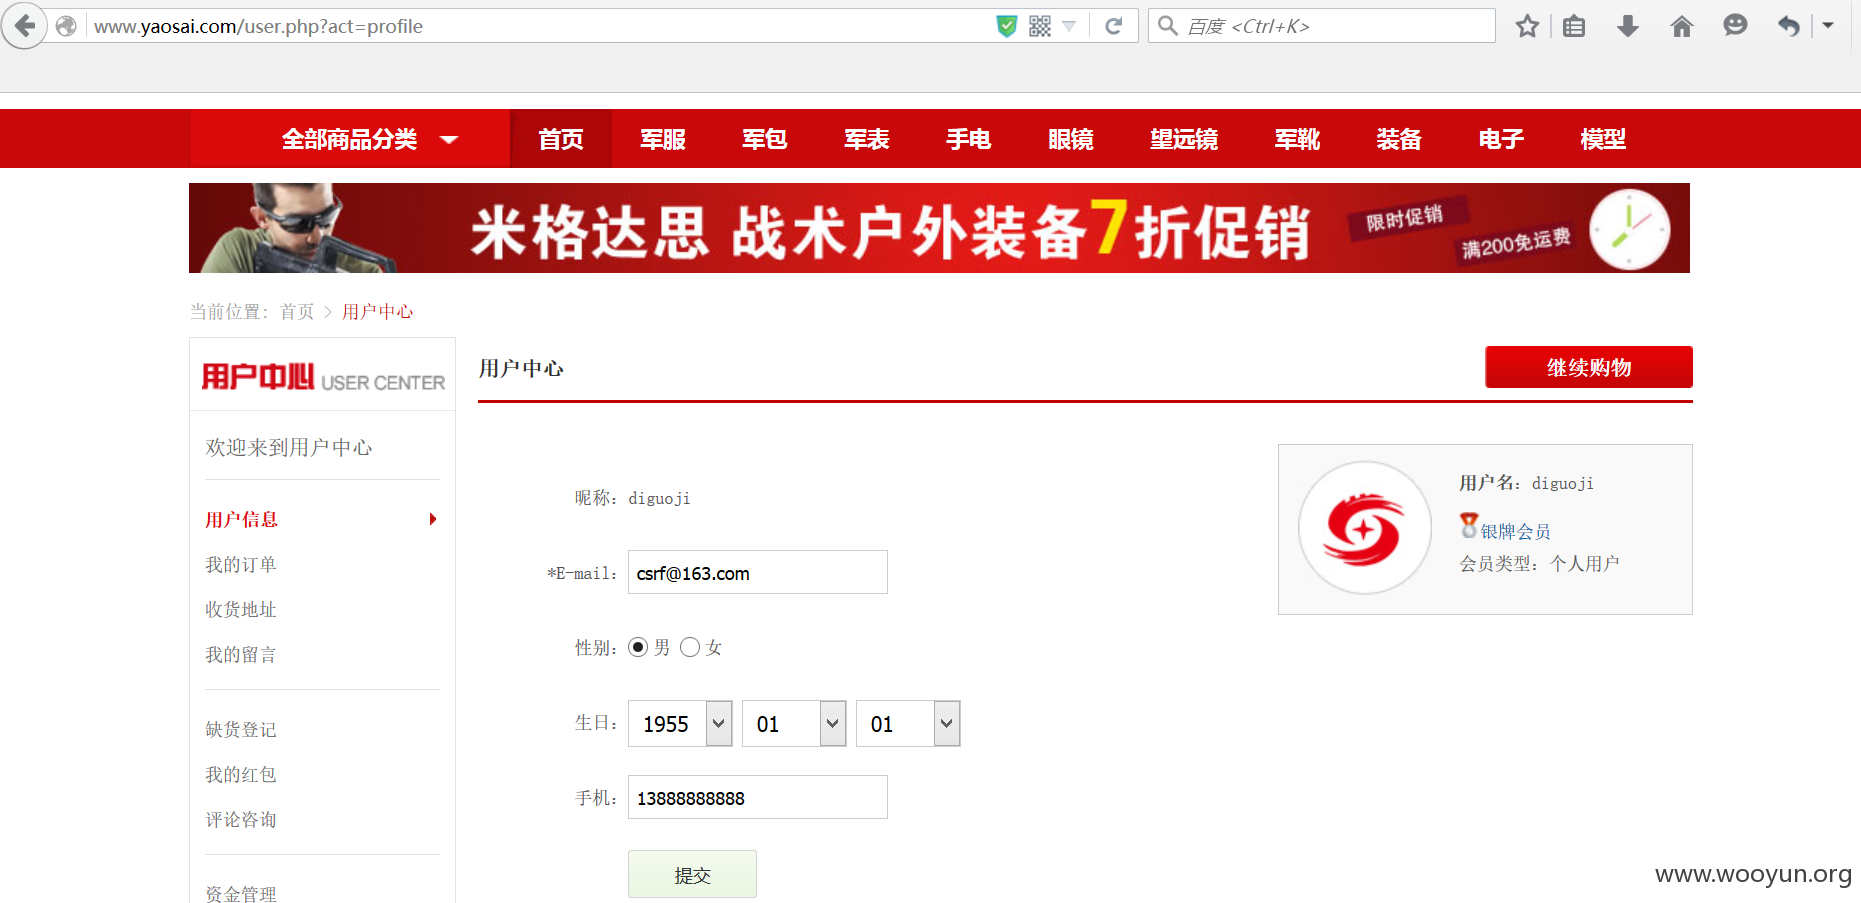 www.yaosai.com/user.php?act=profile
百度 <Ctrl+K>
全部商品分类 首页 军服 军包 军表 手电 眼镜 望远镜 军靴 装备 电子 模型
米格达思 战术户外装备7折促销 限时促销 满200免运费
当前位置: 首页 > 用户中心
用户中心 USER CENTER
欢迎来到用户中心
用户信息
我的订单
收货地址
我的留言
缺货登记
我的红包
评论咨询
资金管理
用户中心
继续购物
昵称: diguoji
*E-mail: csrf@163.com
性别: 男 女
生日: 1955 01 01
手机: 13888888888
提交
用户名: diguoji
银牌会员
会员类型: 个人用户
www.wooyun.org